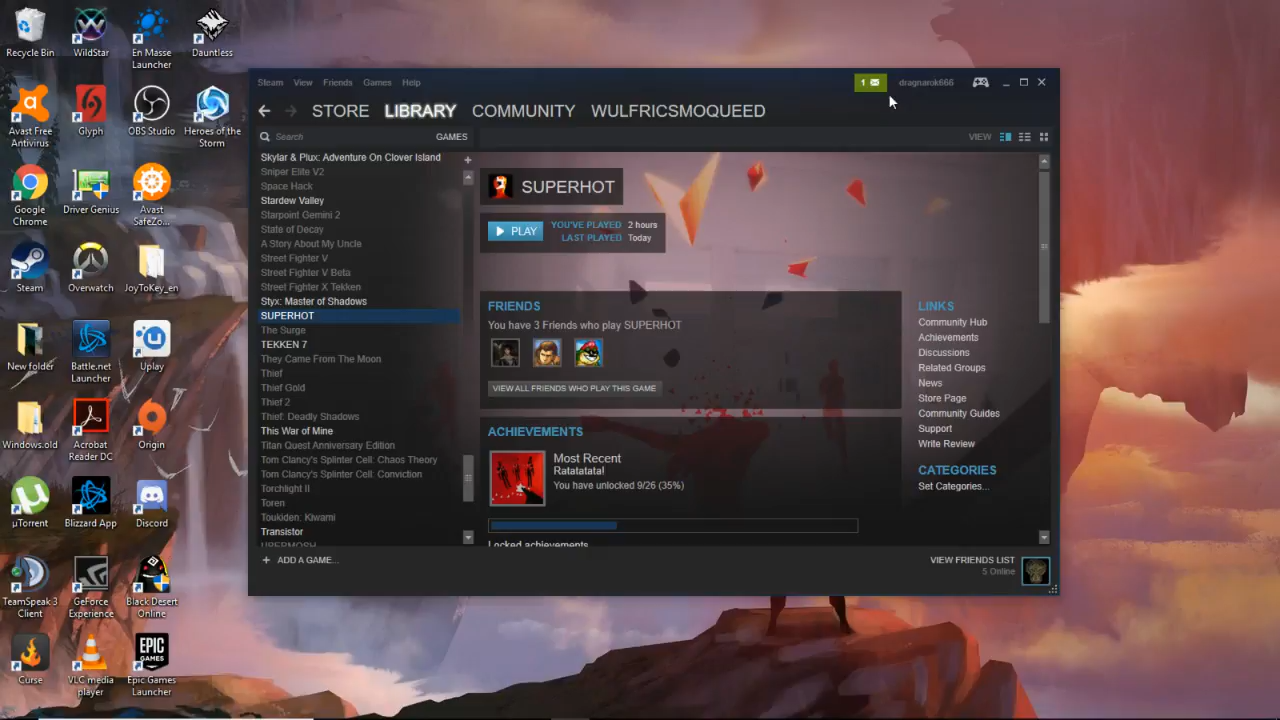 Recycle Bin
WildStar
En Masse
Launcher
Dauntless
Avast Free
Antivirus
Glyph
OBS Studio
Heroes of the
Storm
Google
Chrome
Driver Genius
Avast
SafeZo...
Steam
Overwatch
JoyToKey_en
New folder
Battle.net
Launcher
Uplay
Windows.old
Acrobat
Reader DC
Origin
µTorrent
Blizzard App
Discord
TeamSpeak 3
Client
GeForce
Experience
Black Desert
Online
Curse
VLC media
player
EPIC
GAMES
Epic Games
Launcher
Steam View Friends Games Help
1
dragnarok666
STORE LIBRARY COMMUNITY WULFRICSMOQUEED
Search
GAMES
VIEW
Skylar & Plux: Adventure On Clover Island
Sniper Elite V2
Space Hack
Stardew Valley
Starpoint Gemini 2
State of Decay
A Story About My Uncle
Street Fighter V
Street Fighter V Beta
Street Fighter X Tekken
Styx: Master of Shadows
SUPERHOT
The Surge
TEKKEN 7
They Came From The Moon
Thief
Thief Gold
Thief 2
Thief: Deadly Shadows
This War of Mine
Titan Quest Anniversary Edition
Tom Clancy's Splinter Cell: Chaos Theory
Tom Clancy's Splinter Cell: Conviction
Torchlight II
Toren
Toukiden: Kiwami
Transistor
+ ADD A GAME...
SUPERHOT
PLAY
YOU'VE PLAYED 2 hours
LAST PLAYED Today
FRIENDS
You have 3 Friends who play SUPERHOT
VIEW ALL FRIENDS WHO PLAY THIS GAME
ACHIEVEMENTS
Most Recent
Ratatatata!
You have unlocked 9/26 (35%)
Locked achievements
LINKS
Community Hub
Achievements
Discussions
Related Groups
News
Store Page
Community Guides
Support
Write Review
CATEGORIES
Set Categories...
VIEW FRIENDS LIST
5 Online